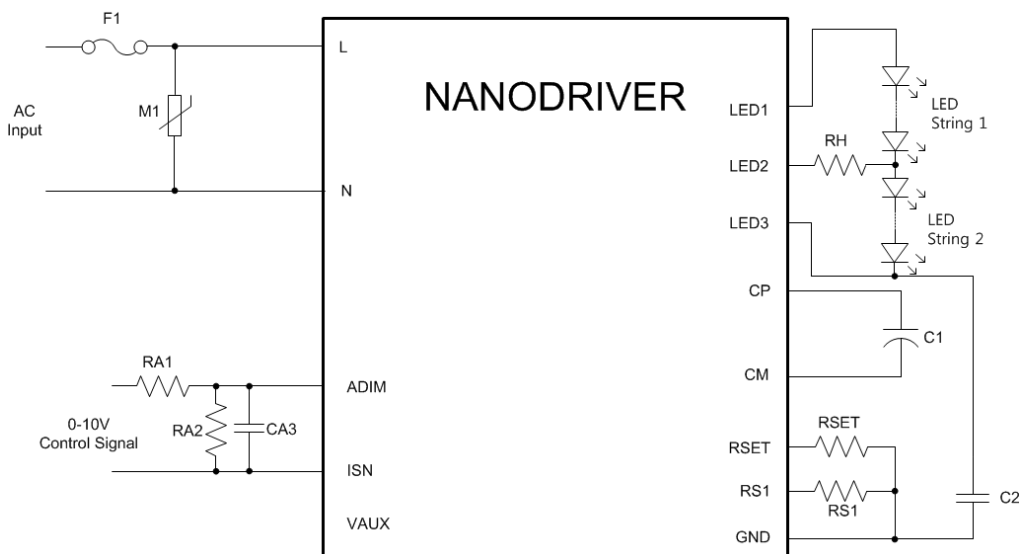 F1
L
AC
Input
M1
N
NANODRIVER
LED1
LED
String 1
RH
LED2
LED3
LED
String 2
CP
C1
CM
RA1
ADIM
0-10V
Control Signal
RA2
CA3
ISN
VAUX
RSET
RSET
RS1
RS1
GND
C2